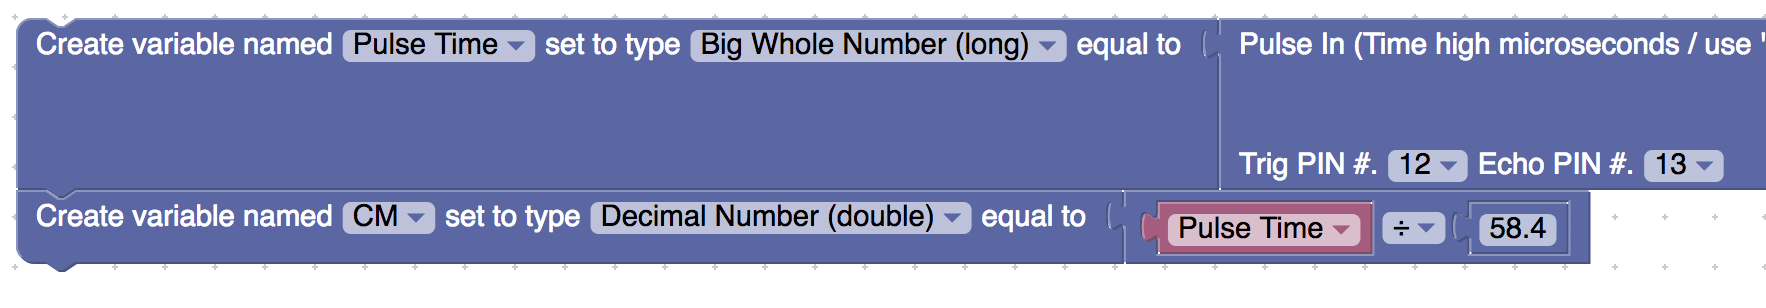 Create variable named Pulse Time set to type Big Whole Number (long) equal to Pulse In (Time high microseconds / use '
Trig PIN #. 12 Echo PIN #. 13
Create variable named CM set to type Decimal Number (double) equal to Pulse Time ÷ 58.4